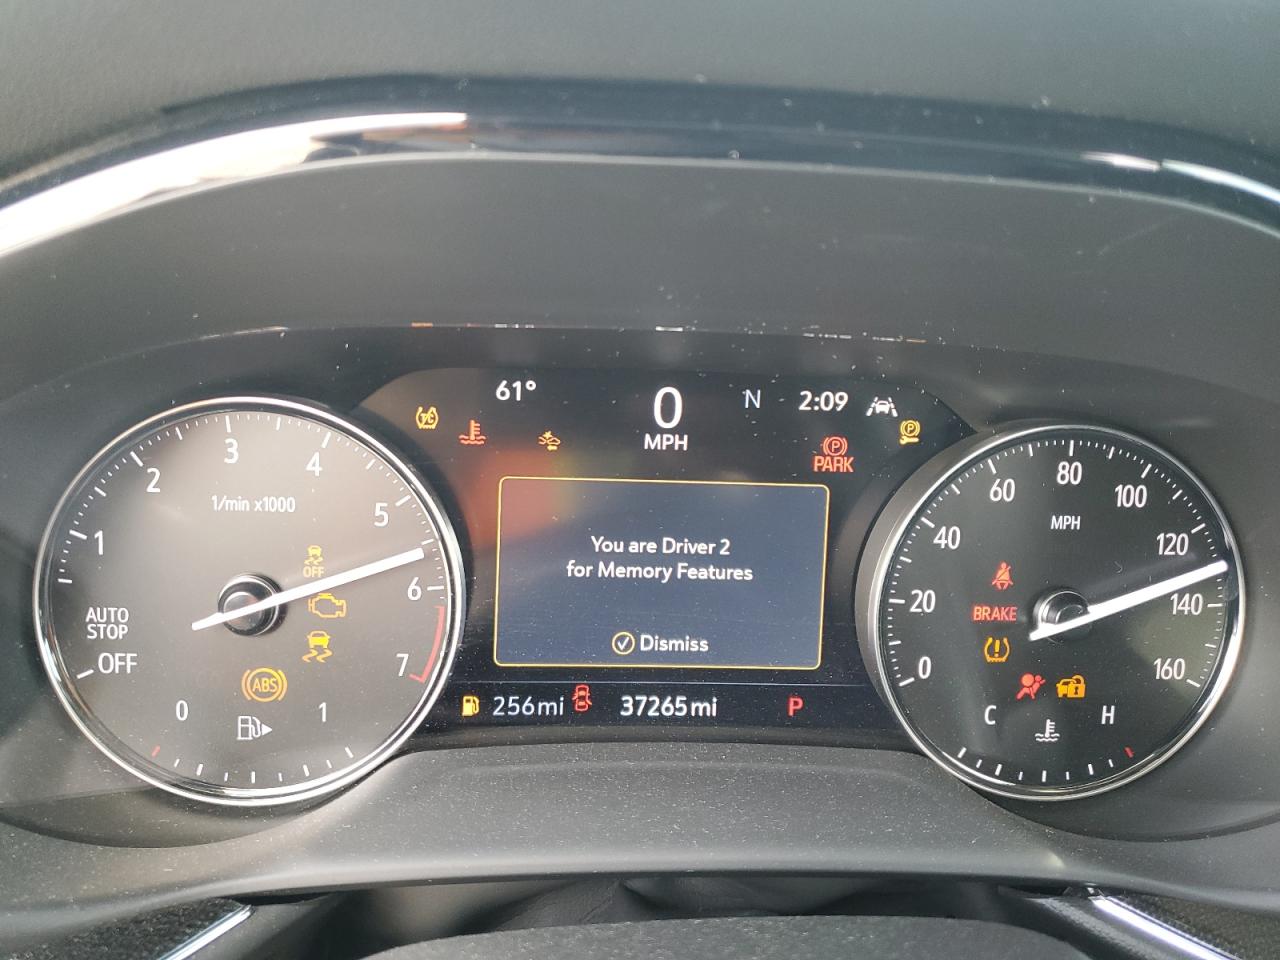 61°
0
MPH
N
2:09
TC
P
PARK
P
1
2
3
4
5
6
7
1/min x1000
AUTO
STOP
OFF
OFF
ABS
0
1
You are Driver 2
for Memory Features
Dismiss
256mi
37265mi
P
0
20
40
60
80
100
120
140
160
MPH
BRAKE
C
H